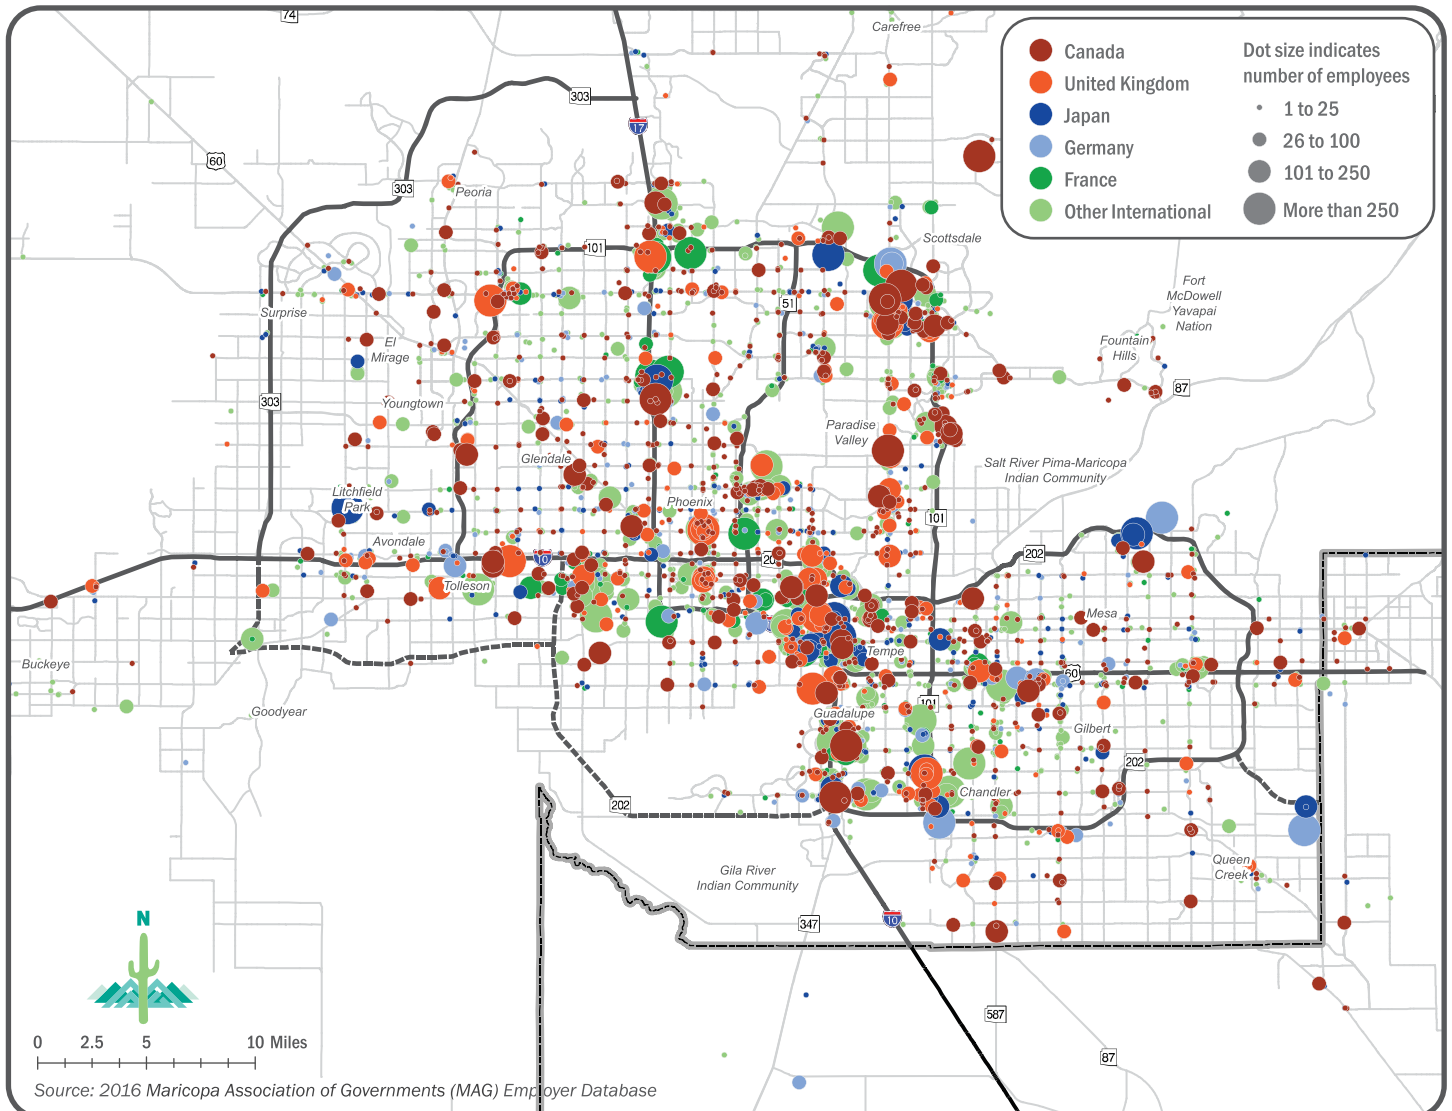 74
Carefree
Canada
United Kingdom
Japan
Germany
France
Other International
Dot size indicates
number of employees
1 to 25
26 to 100
101 to 250
More than 250
303
17
60
303
Peoria
101
Scottsdale
51
Surprise
El
Mirage
Fort
McDowell
Yavapai
Nation
Fountain
Hills
87
303
Youngtown
Paradise
Valley
Glendale
Salt River Pima-Maricopa
Indian Community
Litchfield
Park
Phoenix
101
Avondale
10
20
202
Tolleson
Mesa
Buckeye
Tempe
60
101
Goodyear
Guadalupe
Gilbert
202
Chandler
202
Gila River
Indian Community
Queen
Creek
347
10
N
587
87
0 2.5 5 10 Miles
Source: 2016 Maricopa Association of Governments (MAG) Employer Database